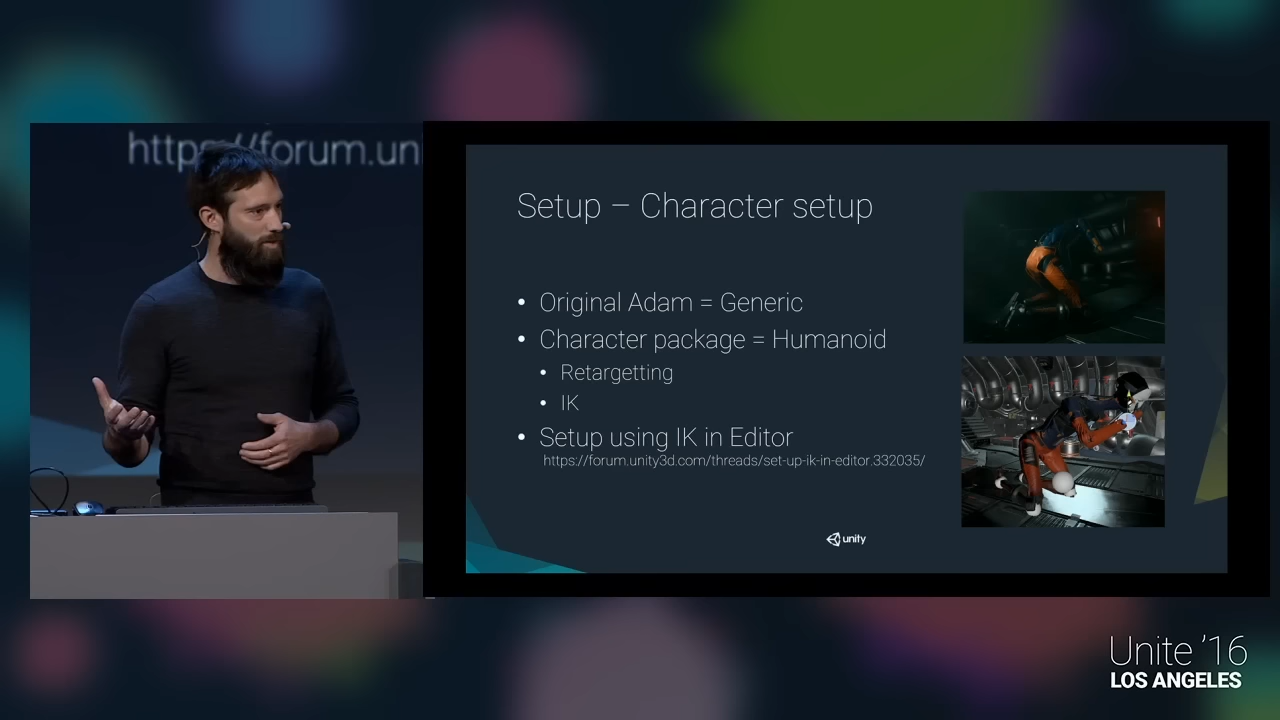 https://forum.uni
Setup – Character setup
• Original Adam = Generic
• Character package = Humanoid
• Retargetting
• IK
• Setup using IK in Editor
https://forum.unity3d.com/threads/set-up-ik-in-editor.332035/
unity
Unite '16
LOS ANGELES